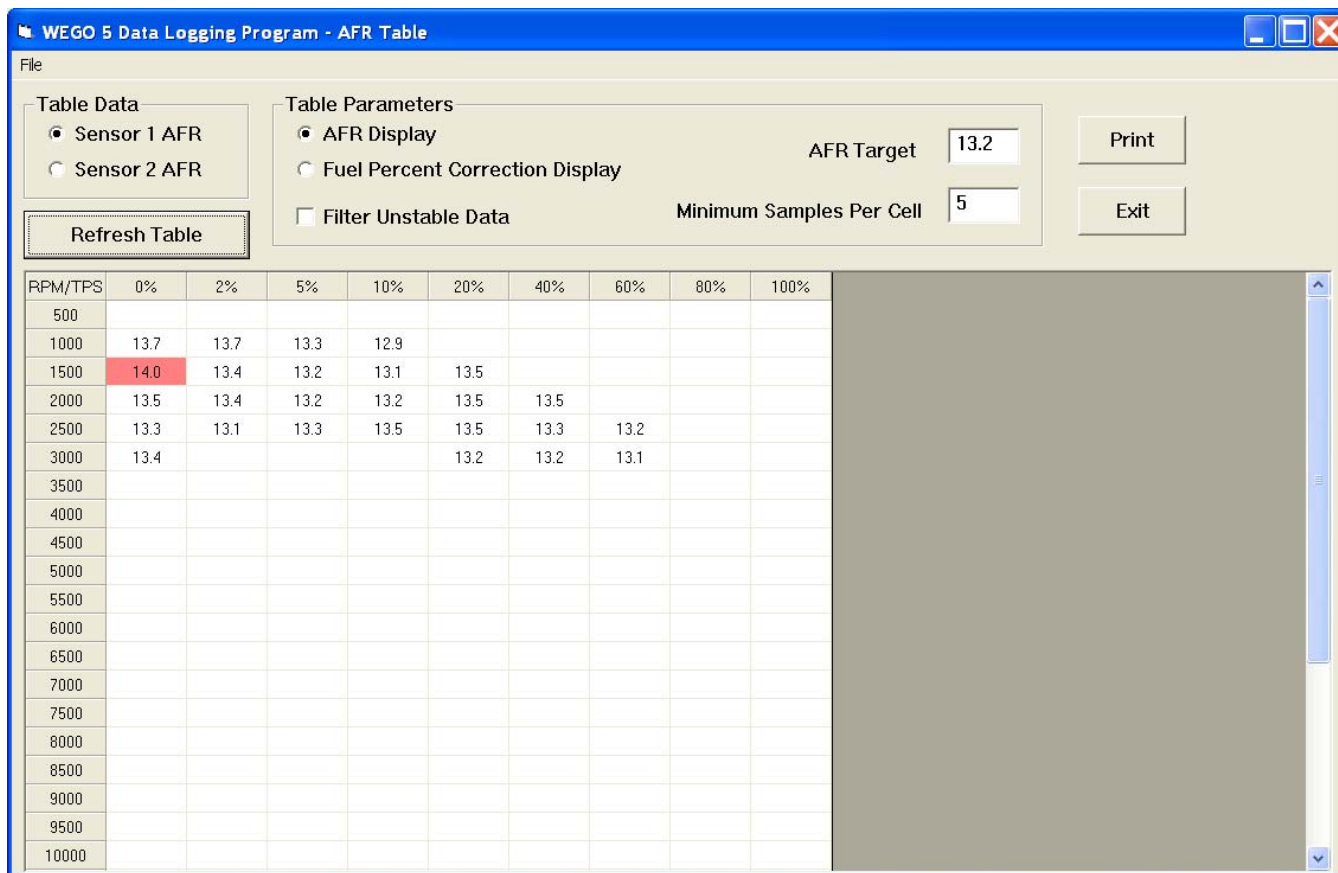 WEGO 5 Data Logging Program - AFR Table
File
Table Data
Sensor 1 AFR
Sensor 2 AFR
Refresh Table
Table Parameters
AFR Display
Fuel Percent Correction Display
Filter Unstable Data
AFR Target 13.2
Minimum Samples Per Cell 5
Print
Exit
RPM/TPS 0% 2% 5% 10% 20% 40% 60% 80% 100%
500
1000 13.7 13.7 13.3 12.9
1500 14.0 13.4 13.2 13.1 13.5
2000 13.5 13.4 13.2 13.2 13.5 13.5
2500 13.3 13.1 13.3 13.5 13.5 13.3 13.2
3000 13.4 13.2 13.2 13.1
3500
4000
4500
5000
5500
6000
6500
7000
7500
8000
8500
9000
9500
10000